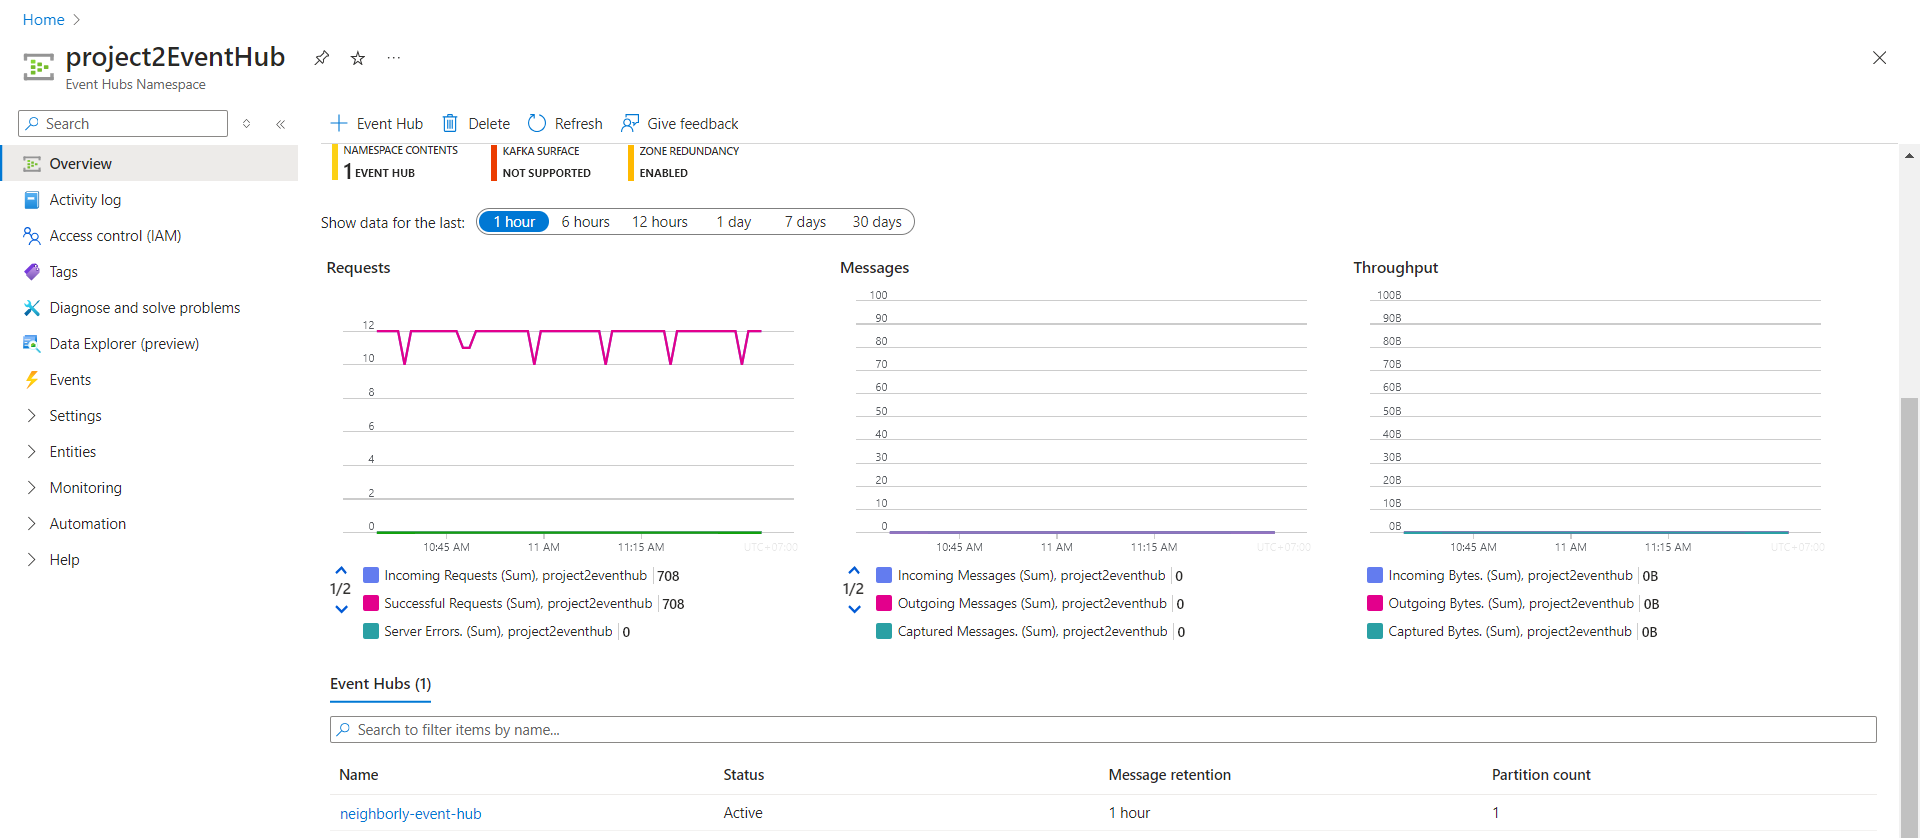 Home
project2EventHub
Event Hubs Namespace
Search
Overview
Activity log
Access control (IAM)
Tags
Diagnose and solve problems
Data Explorer (preview)
Events
Settings
Entities
Monitoring
Automation
Help
Event Hub Delete Refresh Give feedback
NAMESPACE CONTENTS
1 EVENT HUB
KAFKA SURFACE
NOT SUPPORTED
ZONE REDUNDANCY
ENABLED
Show data for the last: 1 hour 6 hours 12 hours 1 day 7 days 30 days
Requests
12
10
8
6
4
2
0
10:45 AM 11 AM 11:15 AM UTC+07:00
1/2
Incoming Requests (Sum), project2eventhub 708
Successful Requests (Sum), project2eventhub 708
Server Errors. (Sum), project2eventhub 0
Messages
100
90
80
70
60
50
40
30
20
10
0
10:45 AM 11 AM 11:15 AM UTC+07:00
1/2
Incoming Messages (Sum), project2eventhub 0
Outgoing Messages (Sum), project2eventhub 0
Captured Messages. (Sum), project2eventhub 0
Throughput
100B
90B
80B
70B
60B
50B
40B
30B
20B
10B
0B
10:45 AM 11 AM 11:15 AM UTC+07:00
Incoming Bytes. (Sum), project2eventhub 0B
Outgoing Bytes. (Sum), project2eventhub 0B
Captured Bytes. (Sum), project2eventhub 0B
Event Hubs (1)
Search to filter items by name...
Name Status Message retention Partition count
neighborly-event-hub Active 1 hour 1